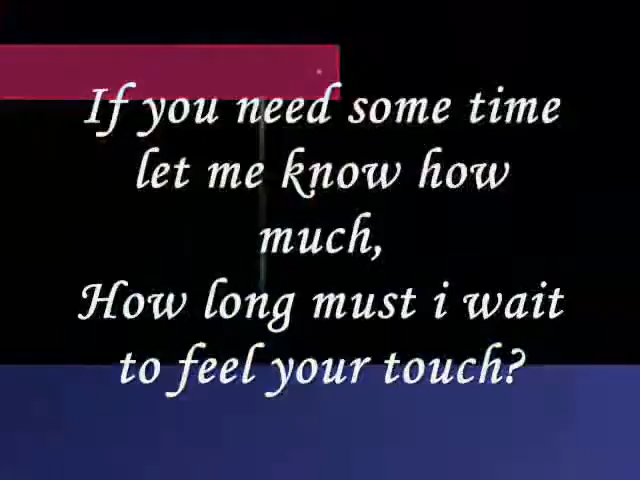 If you need some time
let me know how
much,
How long must i wait
to feel your touch?